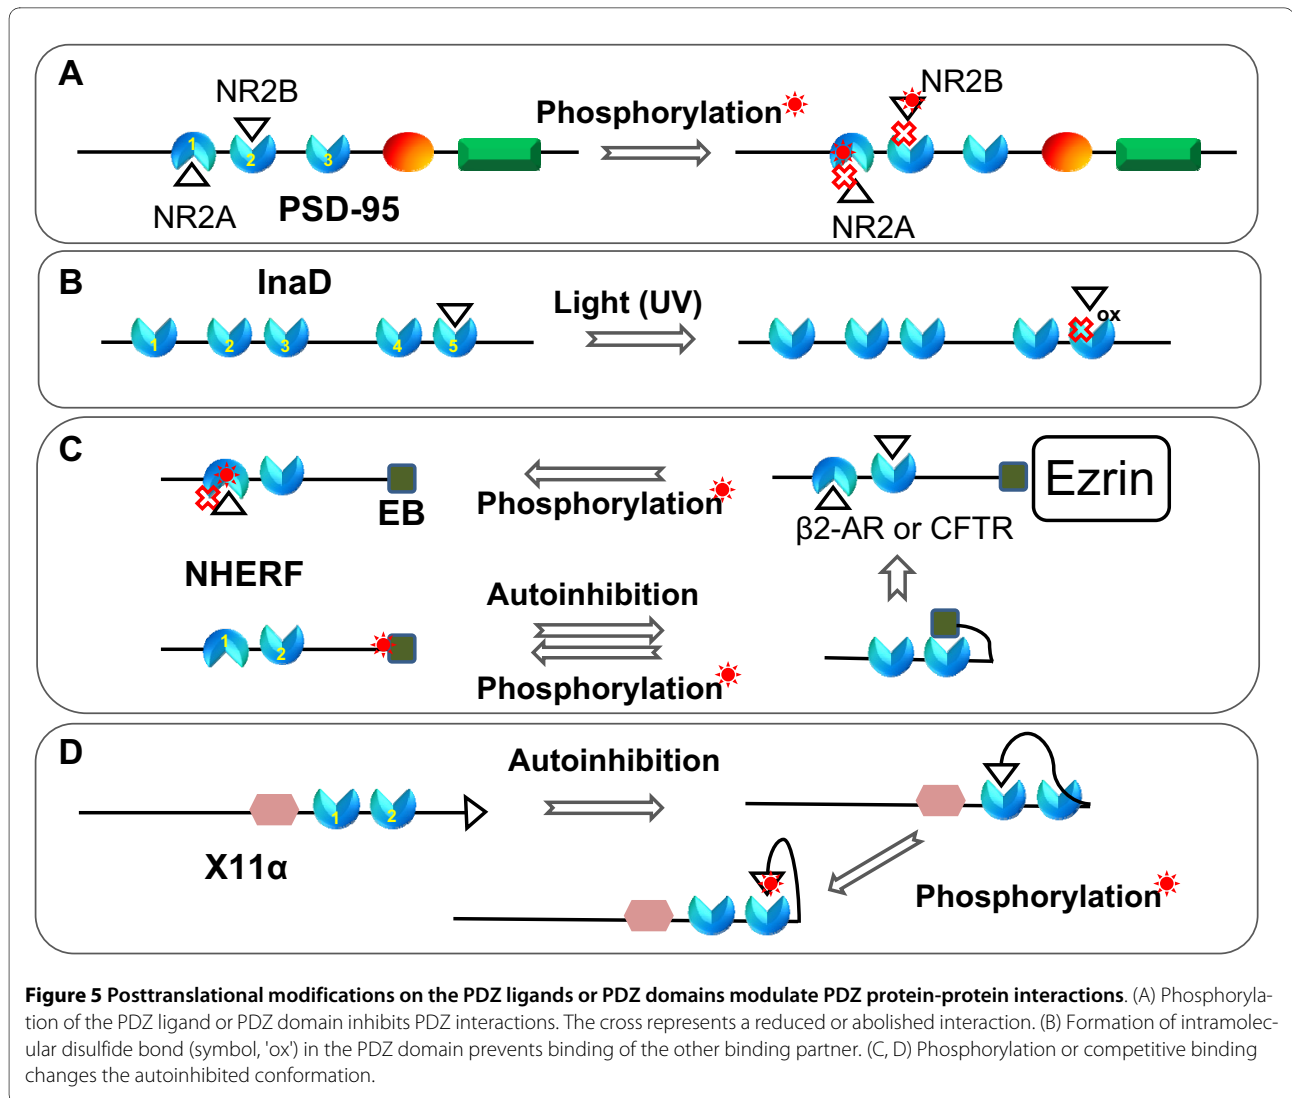 A
NR2B
1
2
3
NR2A
PSD-95
Phosphorylation
NR2B
NR2A
B
InaD
1
2
3
4
5
Light (UV)
ox
C
EB
Phosphorylation
Ezrin
β2-AR or CFTR
NHERF
1
2
Autoinhibition
Phosphorylation
D
1
2
X11α
Autoinhibition
Phosphorylation
Figure 5 Posttranslational modifications on the PDZ ligands or PDZ domains modulate PDZ protein-protein interactions. (A) Phosphoryla-
tion of the PDZ ligand or PDZ domain inhibits PDZ interactions. The cross represents a reduced or abolished interaction. (B) Formation of intramolec-
ular disulfide bond (symbol, 'ox') in the PDZ domain prevents binding of the other binding partner. (C, D) Phosphorylation or competitive binding
changes the autoinhibited conformation.